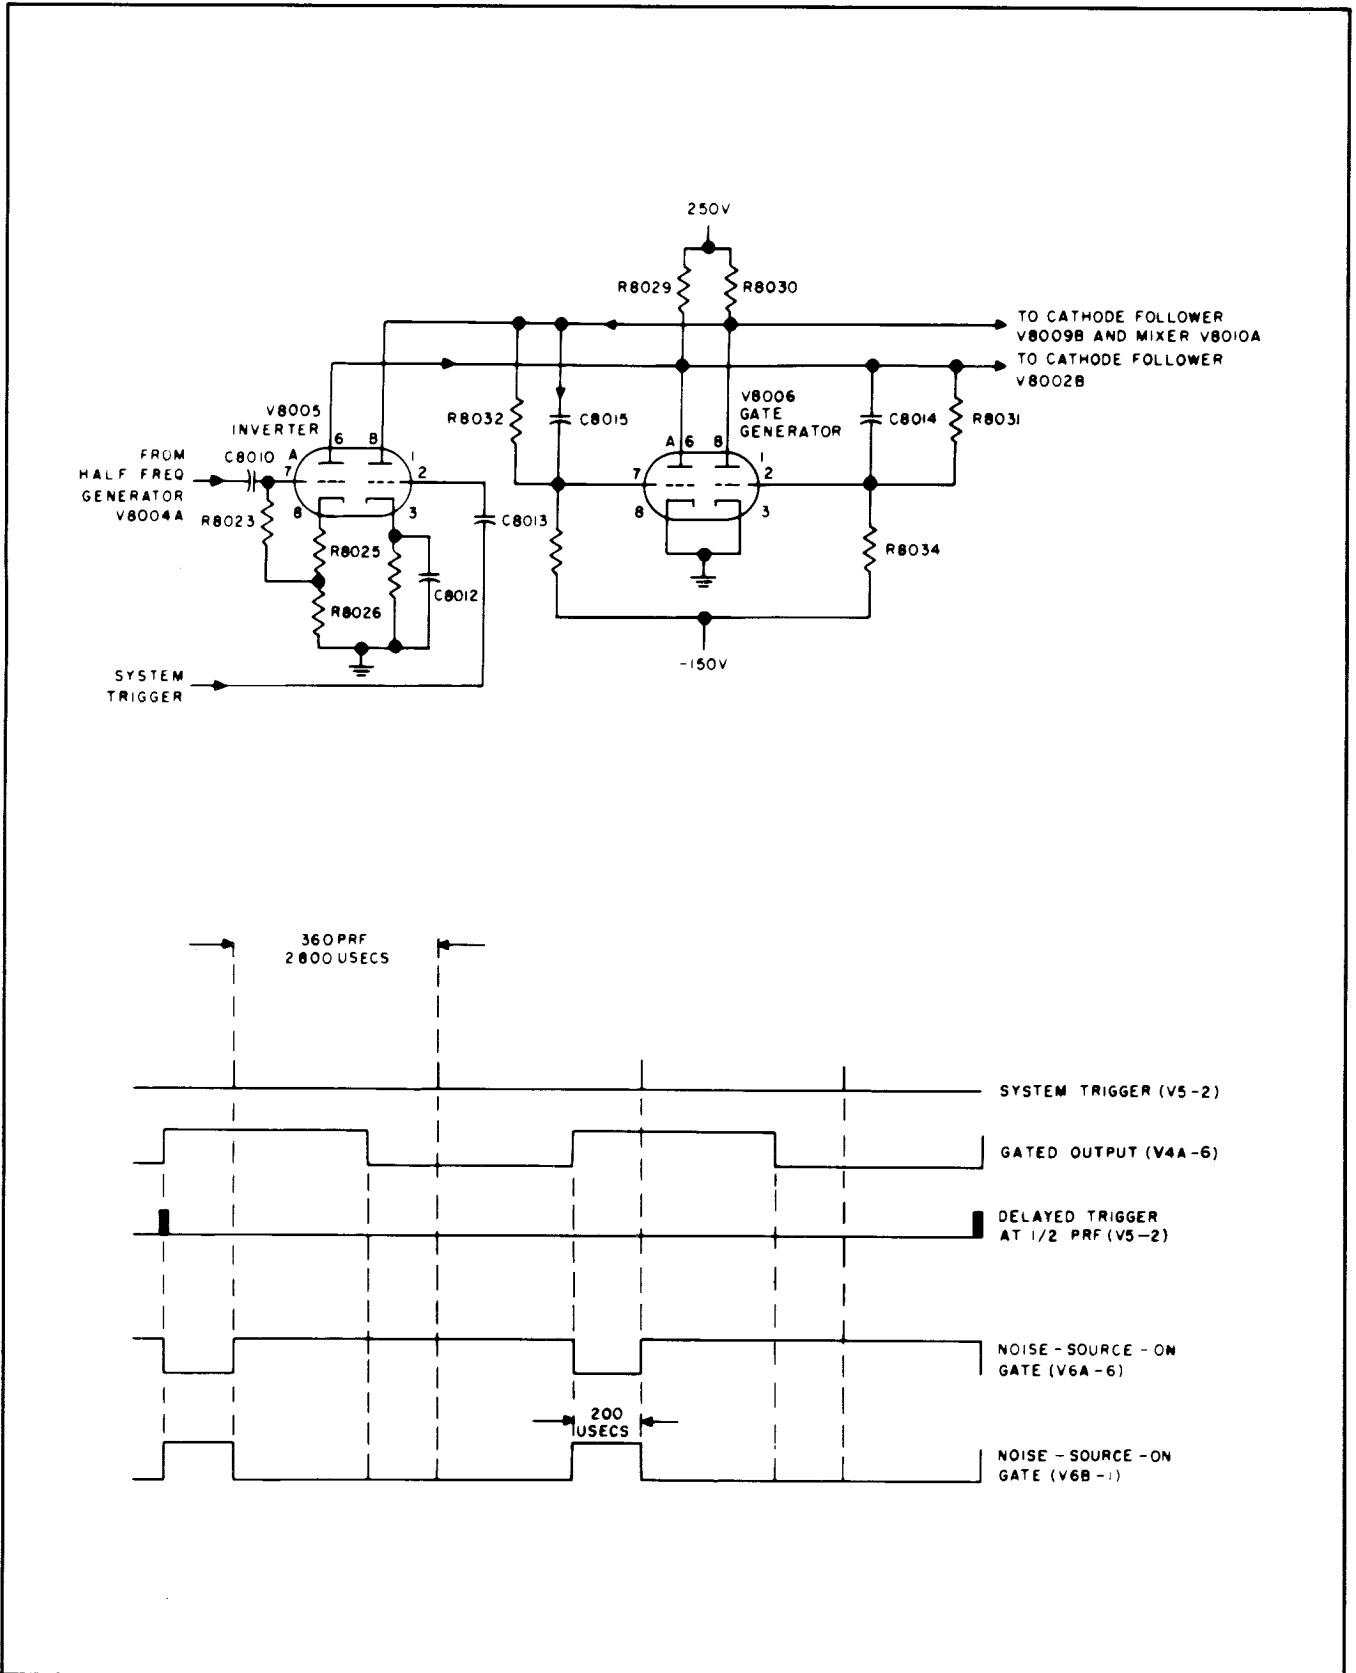 250V
R8029
R8030
TO CATHODE FOLLOWER
V8009B AND MIXER V8010A
TO CATHODE FOLLOWER
V8002B
V8005
INVERTER
R8032
C8015
V8006
GATE
GENERATOR
C8014
R8031
FROM
HALF FREQ
GENERATOR
V8004A
C8010
A
6
8
1
7
2
8
3
A
6
8
1
7
2
8
3
R8023
R8025
R8026
C8012
C8013
R8034
-150V
SYSTEM
TRIGGER
360 PRF
2800 USECS
SYSTEM TRIGGER (V5-2)
GATED OUTPUT (V4A-6)
DELAYED TRIGGER
AT 1/2 PRF (V5-2)
NOISE-SOURCE-ON
GATE (V6A-6)
200
USECS
NOISE-SOURCE-ON
GATE (V6B-1)